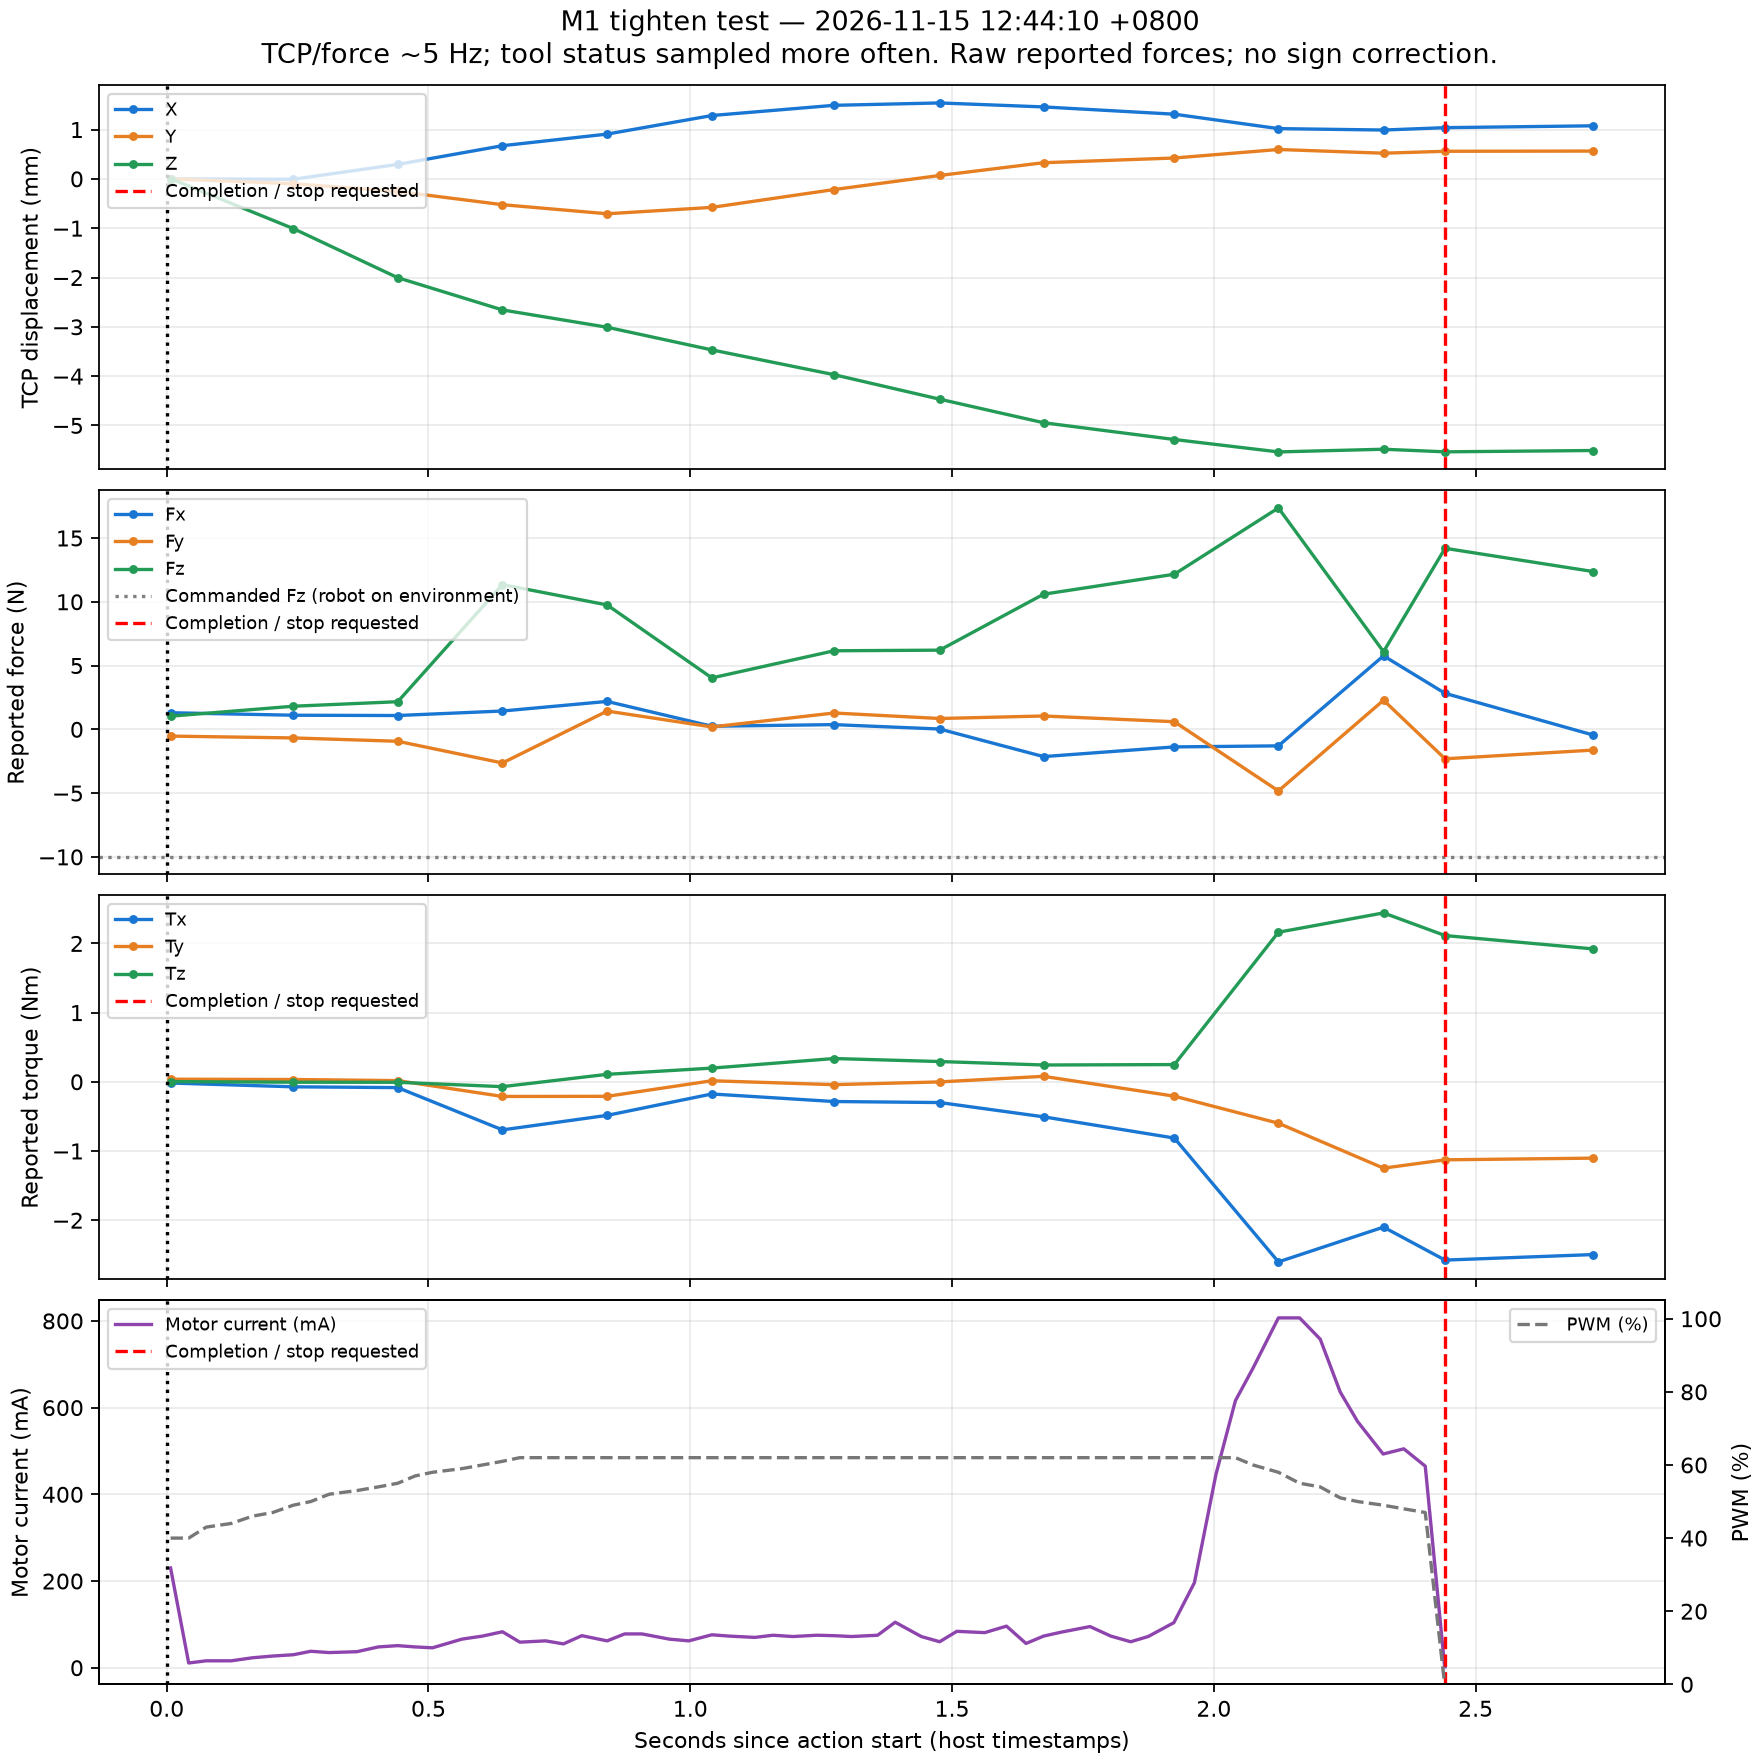 M1 tighten test — 2026-11-15 12:44:10 +0800
TCP/force ~5 Hz; tool status sampled more often. Raw reported forces; no sign correction.
TCP displacement (mm)
1
0
−1
−2
−3
−4
−5
X
Y
Z
Completion / stop requested
Reported force (N)
15
10
5
0
−5
−10
Fx
Fy
Fz
Commanded Fz (robot on environment)
Completion / stop requested
Reported torque (Nm)
2
1
0
−1
−2
Tx
Ty
Tz
Completion / stop requested
Motor current (mA)
800
600
400
200
0
Motor current (mA)
Completion / stop requested
PWM (%)
100
80
60
40
20
0
PWM (%)
0.0
0.5
1.0
1.5
2.0
2.5
Seconds since action start (host timestamps)